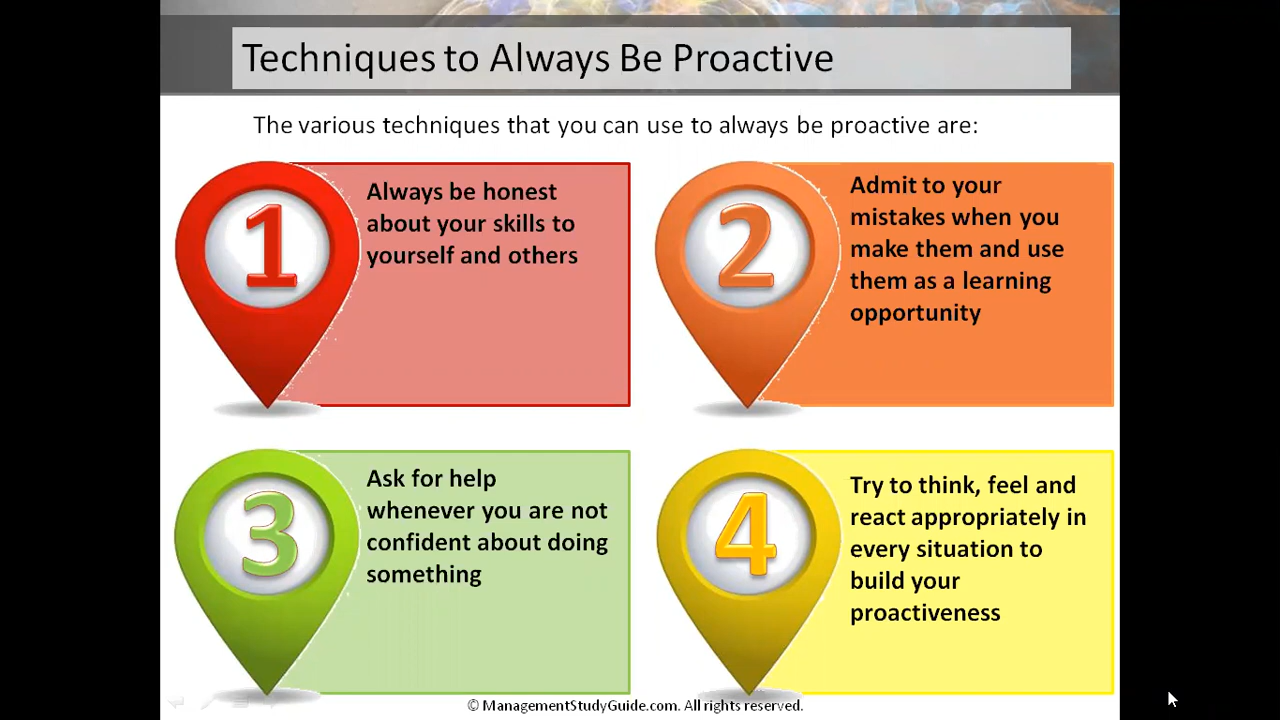 Techniques to Always Be Proactive
The various techniques that you can use to always be proactive are:
1
Always be honest
about your skills to
yourself and others
2
Admit to your
mistakes when you
make them and use
them as a learning
opportunity
3
Ask for help
whenever you are not
confident about doing
something
4
Try to think, feel and
react appropriately in
every situation to
build your
proactiveness
© ManagementStudyGuide.com. All rights reserved.